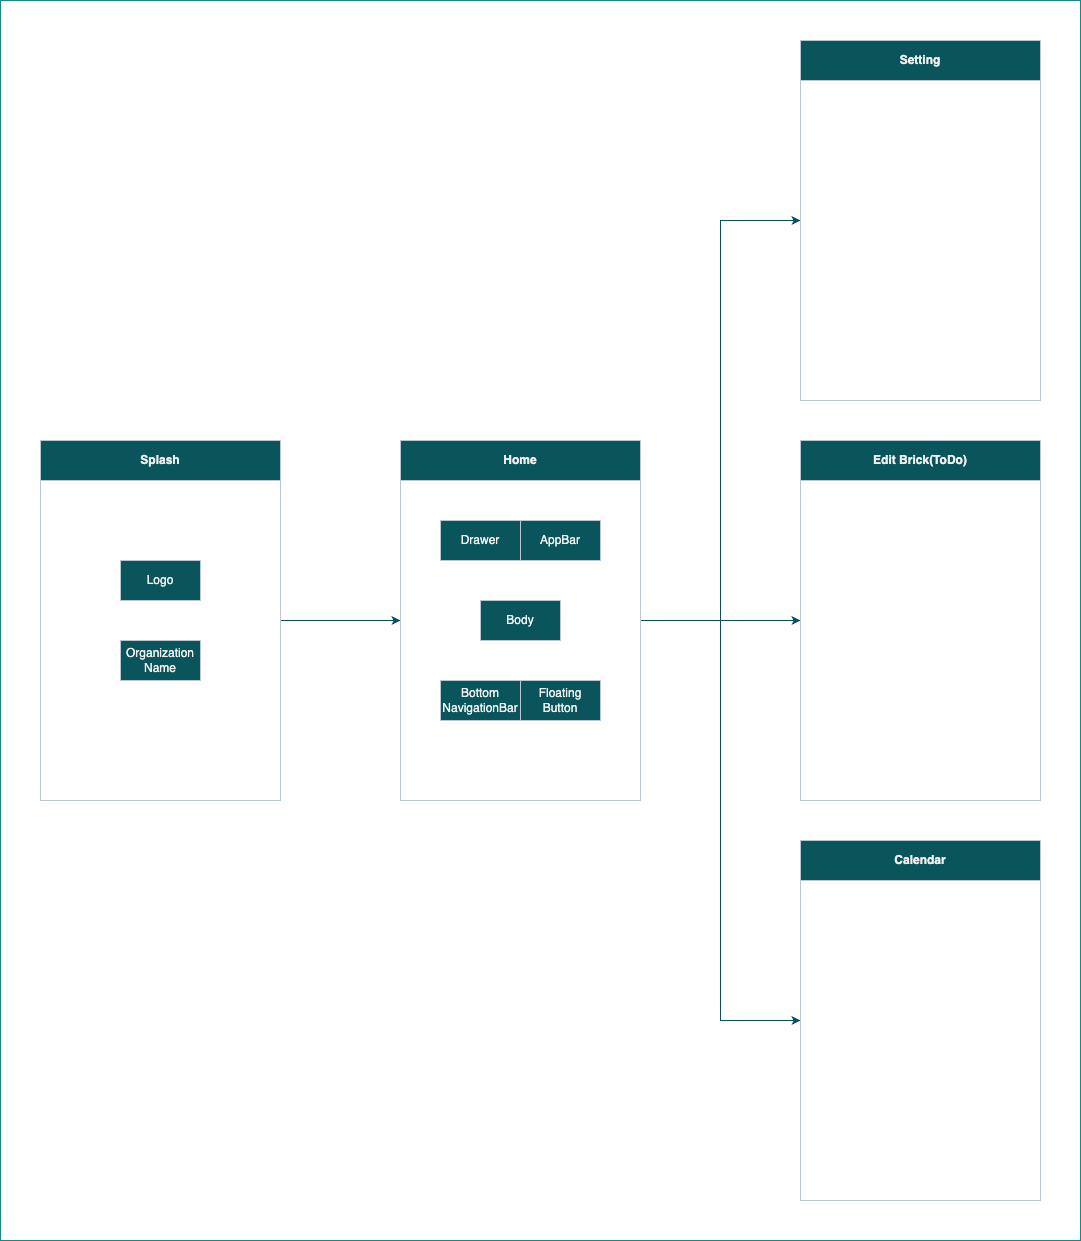 Setting
Splash
Logo
Organization
Name
Home
Drawer
AppBar
Body
Bottom
NavigationBar
Floating
Button
Edit Brick(ToDo)
Calendar